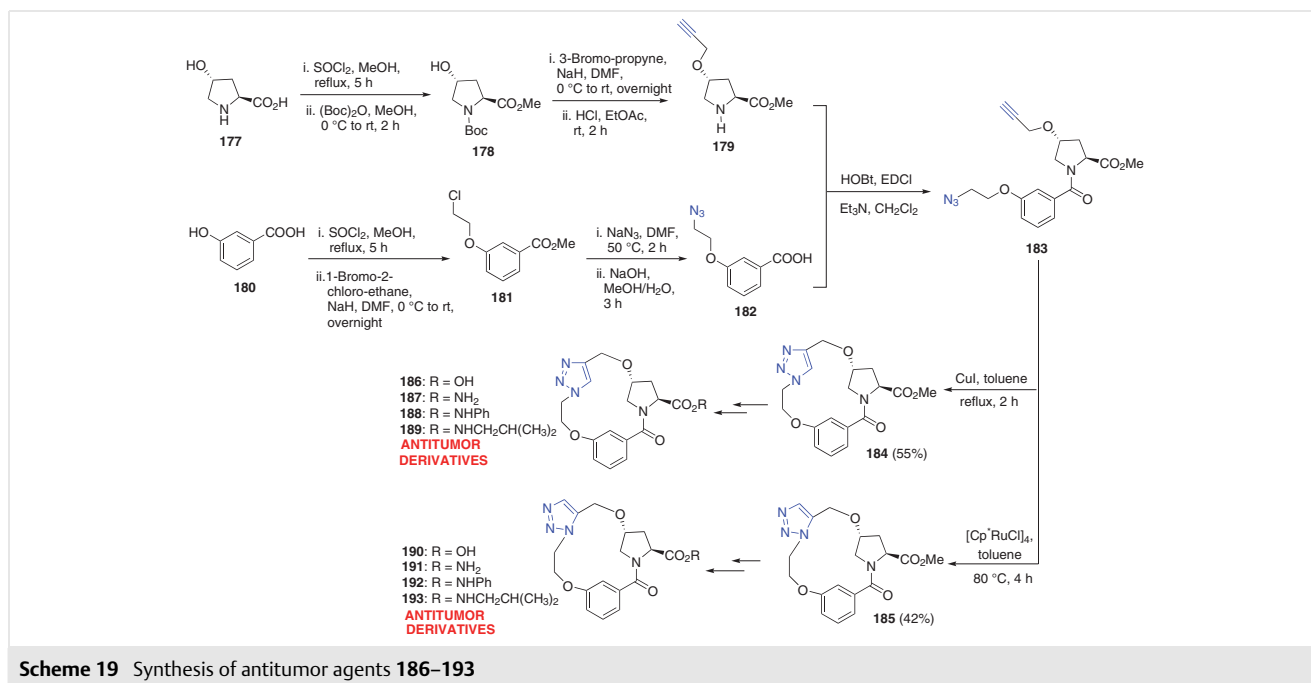 HO
N
H
CO2H
177
i. SOCl2, MeOH,
reflux, 5 h
ii. (Boc)2O, MeOH,
0 °C to rt, 2 h
HO
N
Boc
CO2Me
178
i. 3-Bromo-propyne,
NaH, DMF,
0 °C to rt, overnight
ii. HCl, EtOAc,
rt, 2 h
O
N
H
CO2Me
179
HO
COOH
180
i. SOCl2, MeOH,
reflux, 5 h
ii.1-Bromo-2-
chloro-ethane,
NaH, DMF, 0 °C to rt,
overnight
Cl
O
CO2Me
181
i. NaN3, DMF,
50 °C, 2 h
ii. NaOH,
MeOH/H2O,
3 h
N3
O
COOH
182
HOBt, EDCl
Et3N, CH2Cl2
O
N
CO2Me
N3
O
O
183
CuI, toluene
reflux, 2 h
N
N
N
O
N
CO2Me
O
O
184 (55%)
N
N
N
O
N
CO2R
O
O
186: R = OH
187: R = NH2
188: R = NHPh
189: R = NHCH2CH(CH3)2
ANTITUMOR
DERIVATIVES
[Cp*RuCl]4,
toluene
80 °C, 4 h
N
N
N
O
N
CO2Me
O
O
185 (42%)
N
N
N
O
N
CO2R
O
O
190: R = OH
191: R = NH2
192: R = NHPh
193: R = NHCH2CH(CH3)2
ANTITUMOR
DERIVATIVES
Scheme 19 Synthesis of antitumor agents 186–193